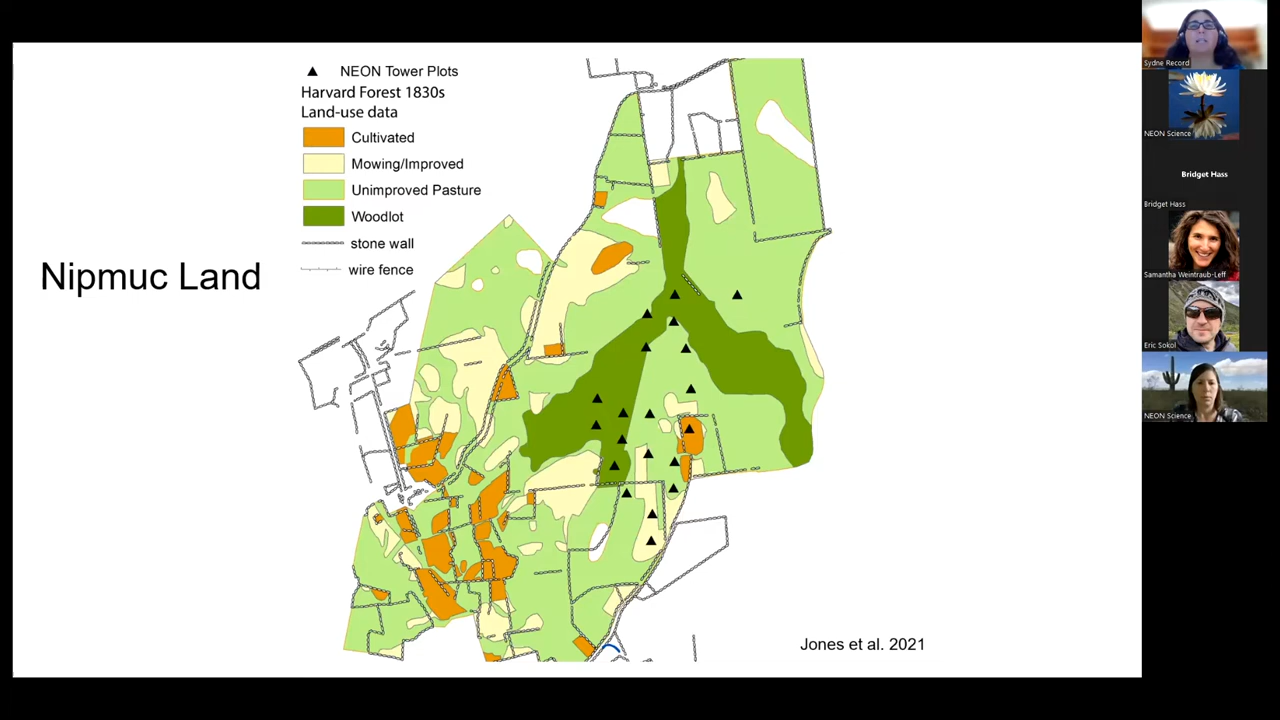 NEON Tower Plots
Harvard Forest 1830s
Land-use data
Cultivated
Mowing/Improved
Unimproved Pasture
Woodlot
stone wall
wire fence
Nipmuc Land
Jones et al. 2021
Sydne Record
NEON Science
Bridget Hass
Bridget Hass
Samantha Weintraub-Leff
Eric Sokol
NEON Science